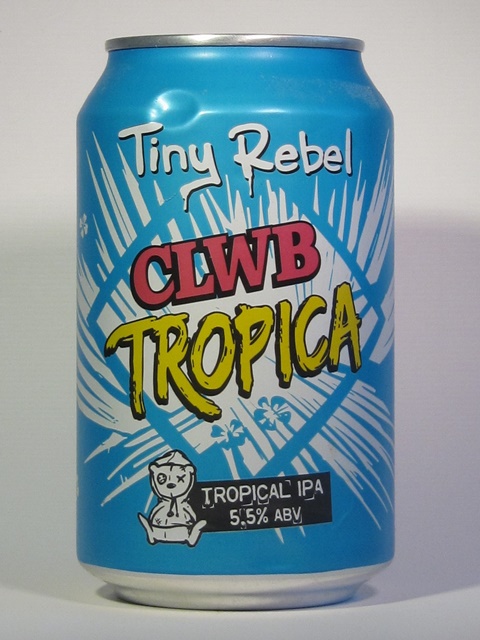 Tiny Rebel
CLWB
TROPICA
TROPICAL IPA
5.5% ABV